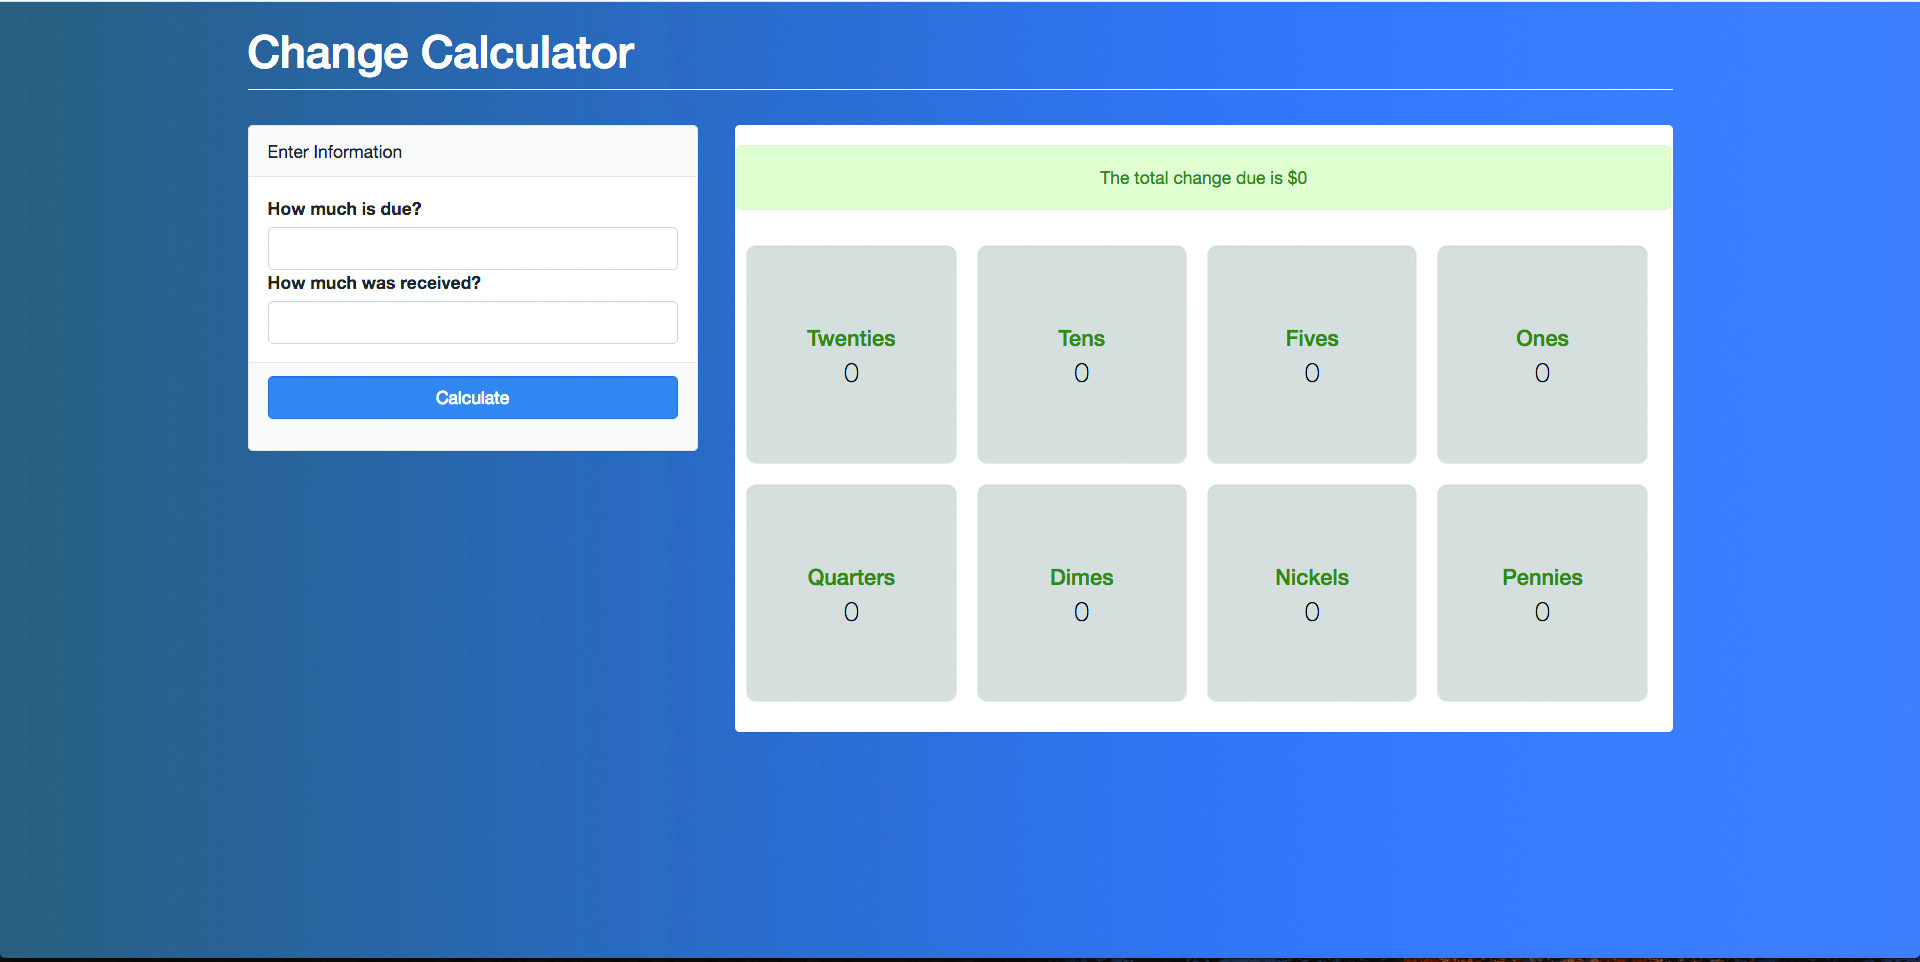 Change Calculator
Enter Information
How much is due?
How much was received?
Calculate
The total change due is $0
Twenties
0
Tens
0
Fives
0
Ones
0
Quarters
0
Dimes
0
Nickels
0
Pennies
0